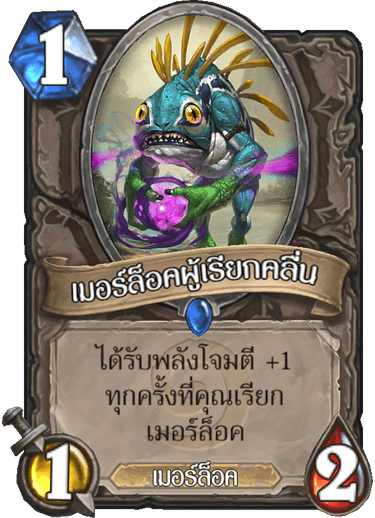 1
เมอร์ล็อคผู้เรียกคลื่น
ได้รับพลังโจมตี +1
ทุกครั้งที่คุณเรียก
เมอร์ล็อค
1
เมอร์ล็อค
2